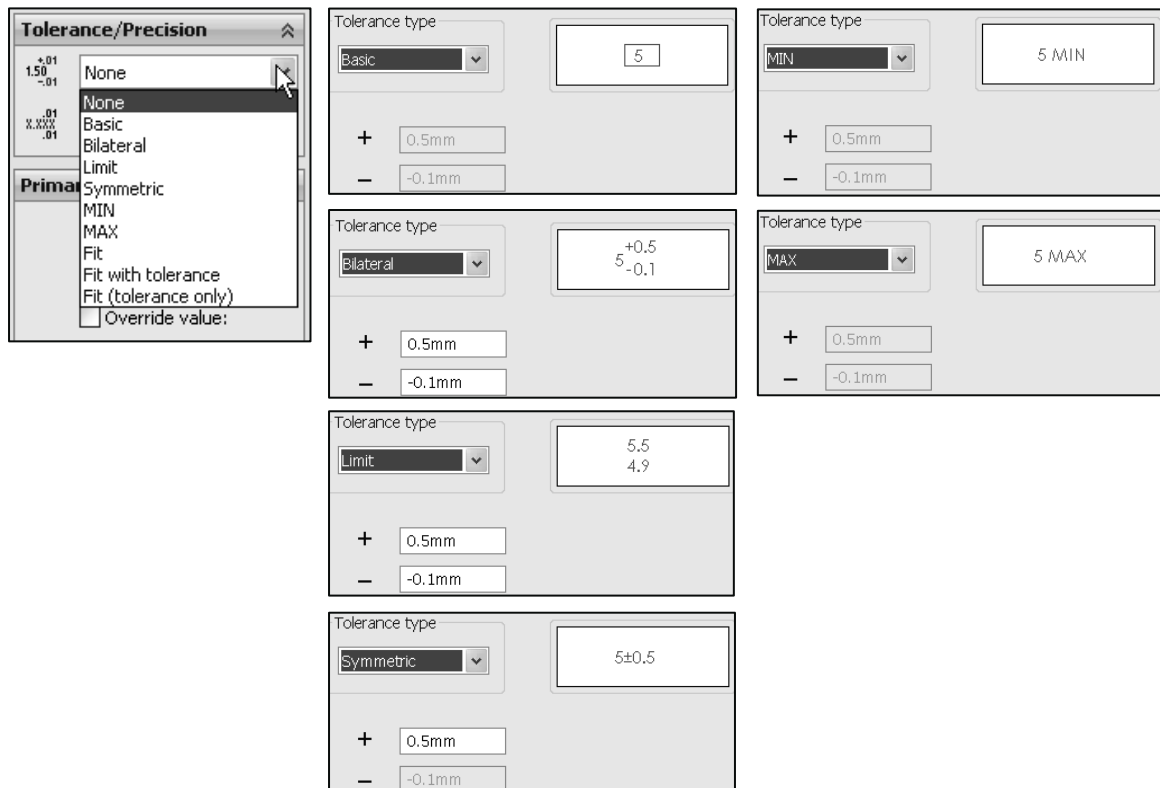 Tolerance/Precision
1.50 +.01 -.01
None
X.XXX .01 .01
None
Basic
Bilateral
Limit
Symmetric
MIN
MAX
Fit
Fit with tolerance
Fit (tolerance only)
Override value:
Tolerance type
Basic
5
+ 0.5mm
– -0.1mm
Tolerance type
Bilateral
5 +0.5 -0.1
+ 0.5mm
– -0.1mm
Tolerance type
Limit
5.5
4.9
+ 0.5mm
– -0.1mm
Tolerance type
Symmetric
5±0.5
+ 0.5mm
– -0.1mm
Tolerance type
MIN
5 MIN
+ 0.5mm
– -0.1mm
Tolerance type
MAX
5 MAX
+ 0.5mm
– -0.1mm